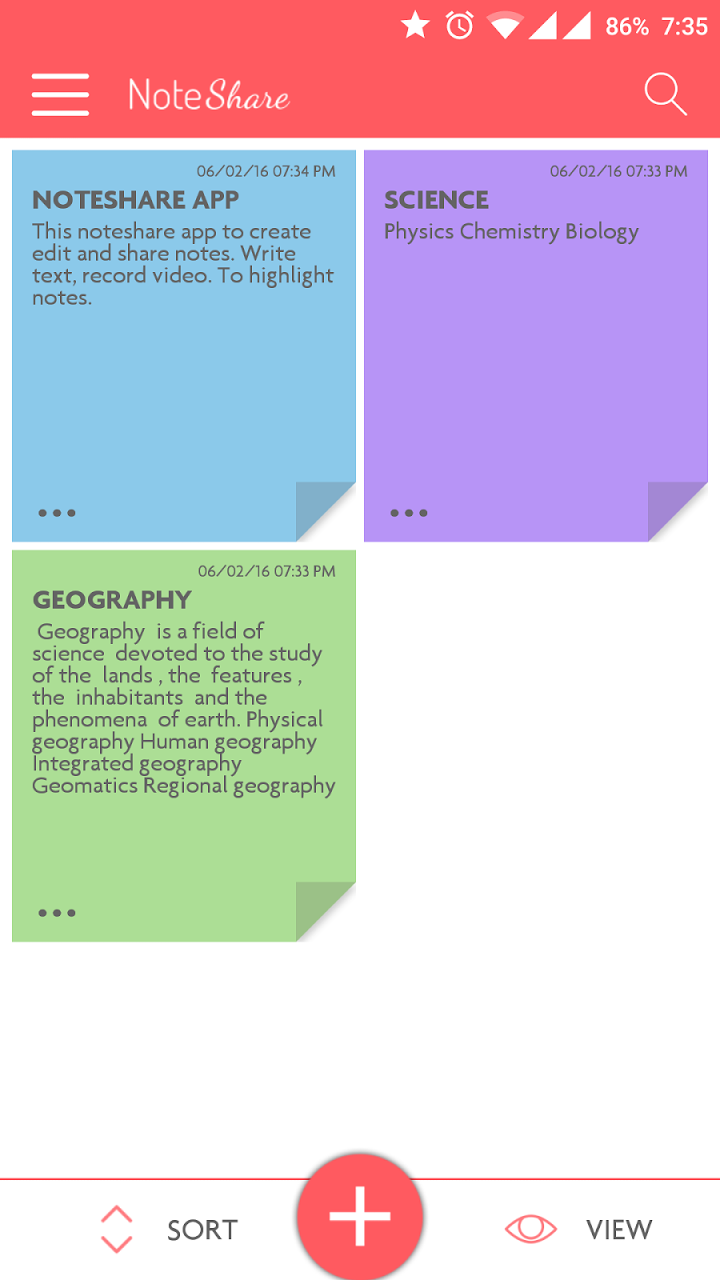 86% 7:35
NoteShare
06/02/16 07:34 PM
NOTESHARE APP
This noteshare app to create
edit and share notes. Write
text, record video. To highlight
notes.
06/02/16 07:33 PM
SCIENCE
Physics Chemistry Biology
06/02/16 07:33 PM
GEOGRAPHY
Geography is a field of
science devoted to the study
of the lands , the features ,
the inhabitants and the
phenomena of earth. Physical
geography Human geography
Integrated geography
Geomatics Regional geography
SORT
VIEW